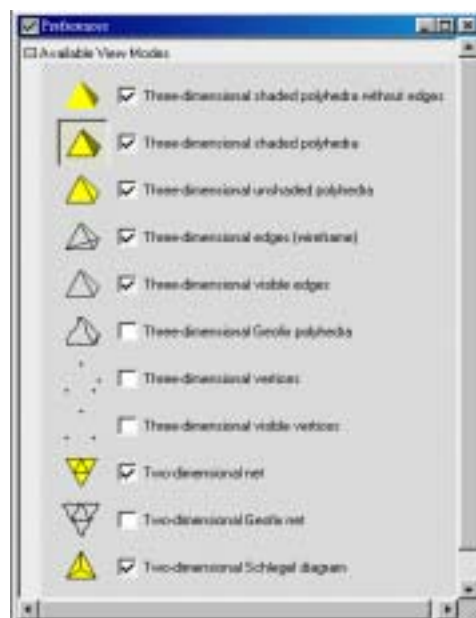 Preferences
Available View Modes
Three-dimensional shaded polyhedra without edges
Three-dimensional shaded polyhedra
Three-dimensional unshaded polyhedra
Three-dimensional edges (wireframe)
Three-dimensional visible edges
Three-dimensional Geofix polyhedra
Three-dimensional vertices
Three-dimensional visible vertices
Two-dimensional net
Two-dimensional Geofix net
Two-dimensional Schlegel diagram